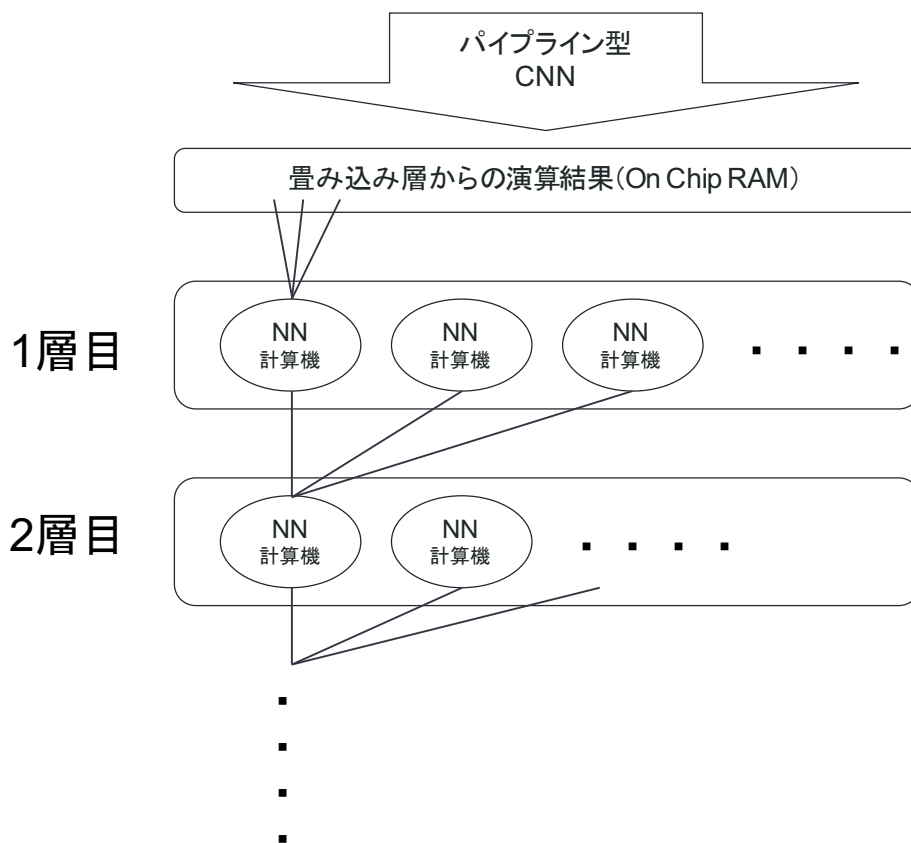 パイプライン型
CNN
畳み込み層からの演算結果(On Chip RAM)
1層目
NN
計算機
NN
計算機
NN
計算機
・・・・
2層目
NN
計算機
NN
計算機
・・・・
・
・
・
・